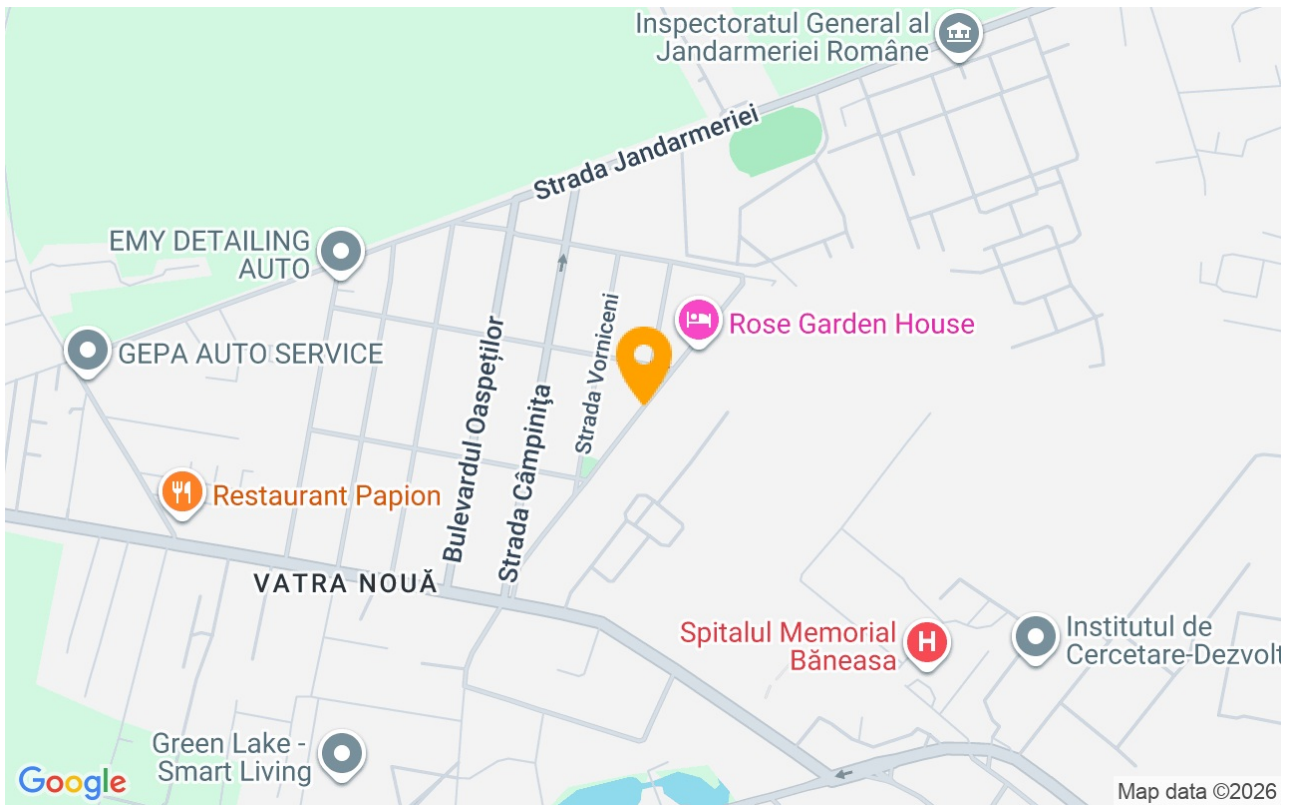 Inspectoratul General al
Jandarmeriei Române
Strada Jandarmeriei
EMY DETAILING
AUTO
Rose Garden House
GEPA AUTO SERVICE
Strada Vorniceni
Bulevardul Oaspeților
Strada Câmpiniţa
Restaurant Papion
VATRA NOUĂ
Spitalul Memorial
Băneasa
H
Institutul de
Cercetare-Dezvolt
Green Lake -
Smart Living
Google
Map data ©2026